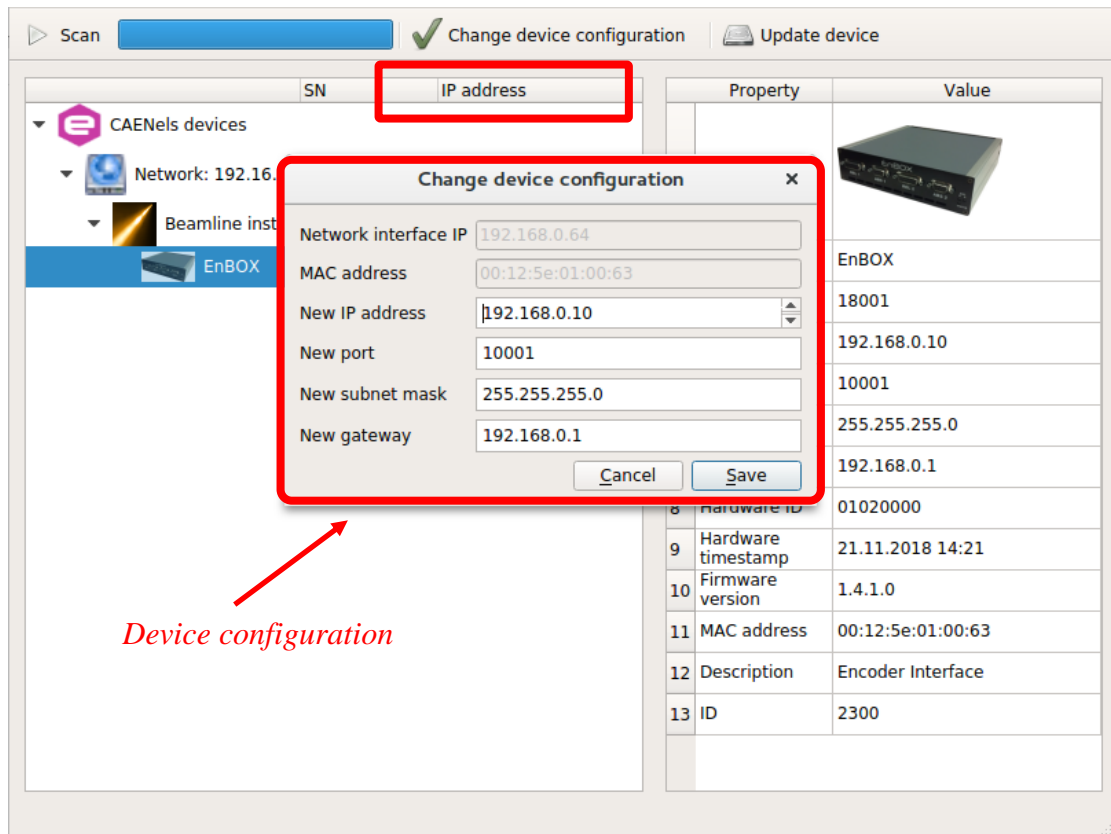 Scan
Change device configuration
Update device
SN
IP address
CAENels devices
Network: 192.16.
Beamline inst
EnBOX
Change device configuration
Network interface IP 192.168.0.64
MAC address 00:12:5e:01:00:63
New IP address 192.168.0.10
New port 10001
New subnet mask 255.255.255.0
New gateway 192.168.0.1
Cancel Save
Device configuration
Property Value
EnBOX
EnBOX
18001
192.168.0.10
10001
255.255.255.0
192.168.0.1
8 Hardware ID 01020000
9 Hardware timestamp 21.11.2018 14:21
10 Firmware version 1.4.1.0
11 MAC address 00:12:5e:01:00:63
12 Description Encoder Interface
13 ID 2300